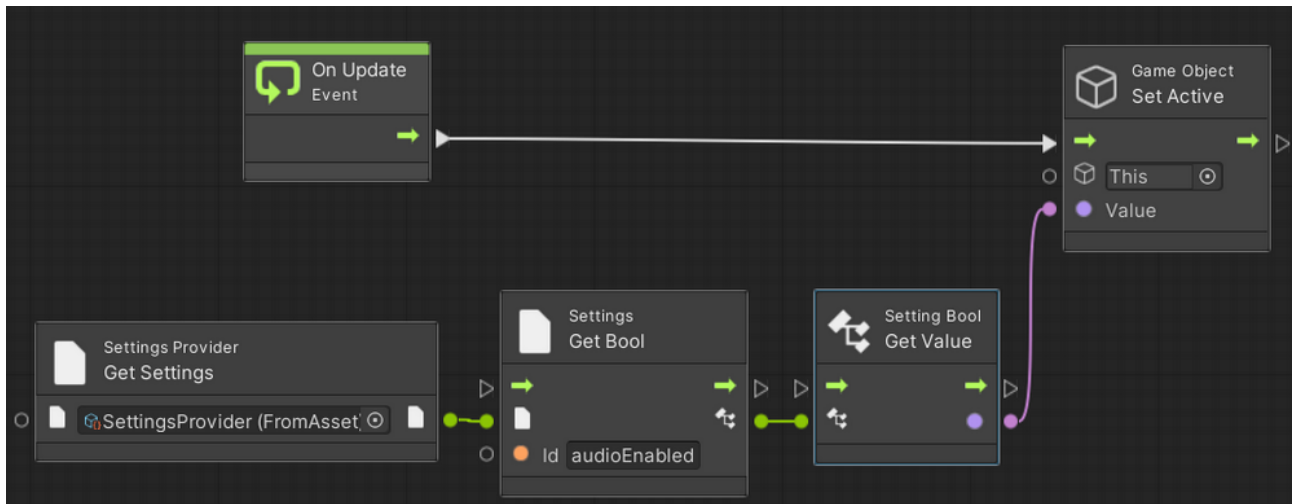 On Update
Event
Game Object
Set Active
This
Value
Settings Provider
Get Settings
SettingsProvider (FromAsset)
Settings
Get Bool
Id audioEnabled
Setting Bool
Get Value